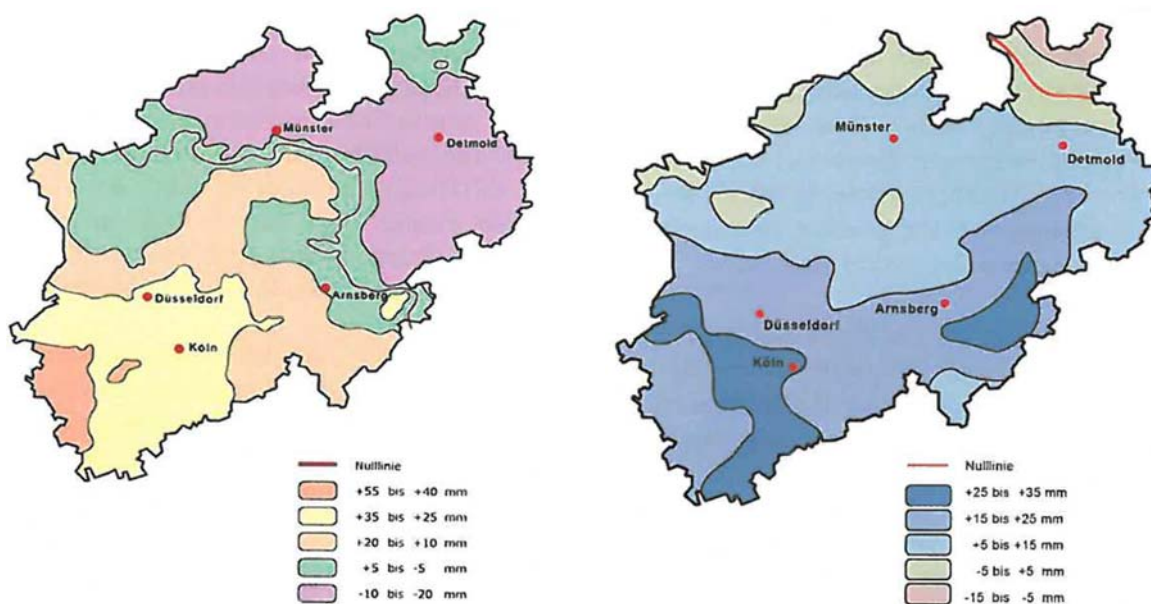 Münster
Detmold
Düsseldorf
Arnsberg
Köln
Nulllinie
+55 bis +40 mm
+35 bis +25 mm
+20 bis +10 mm
+5 bis -5 mm
-10 bis -20 mm
Münster
Detmold
Arnsberg
Düsseldorf
Köln
Nulllinie
+25 bis +35 mm
+15 bis +25 mm
+5 bis +15 mm
-5 bis +5 mm
-15 bis -5 mm